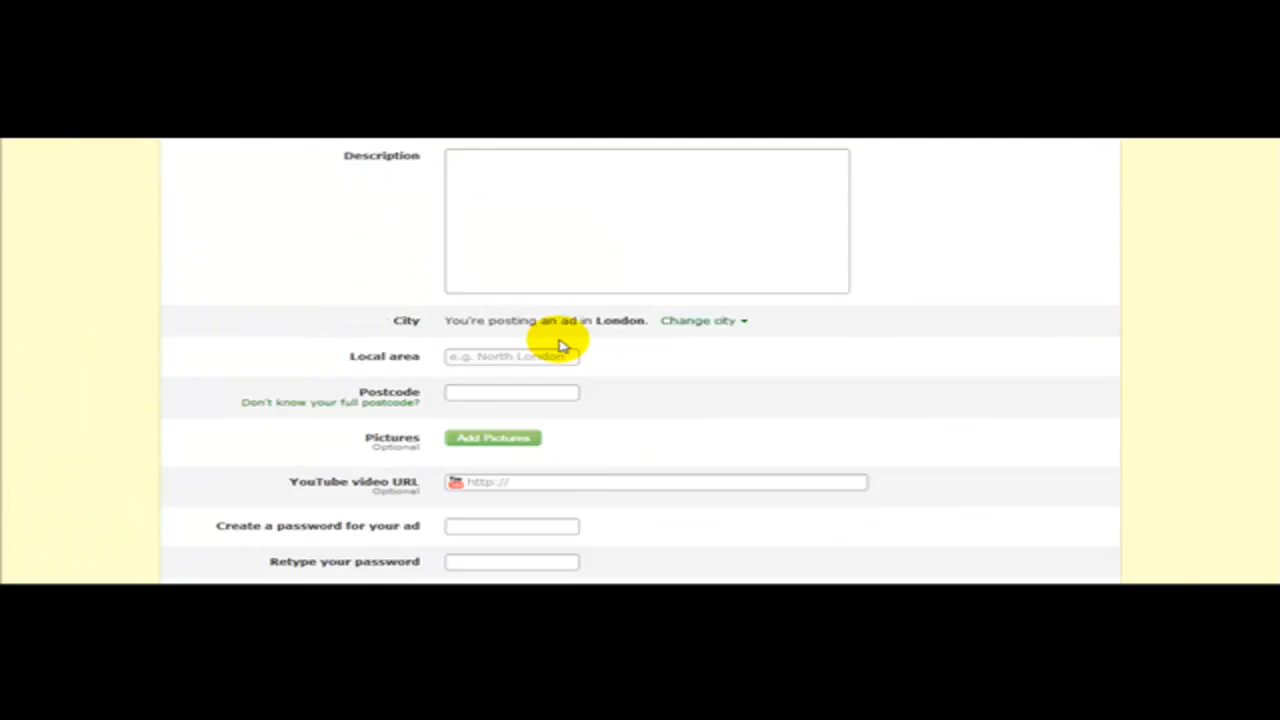 Description
City You're posting an ad in London. Change city
Local area e.g. North London
Postcode
Don't know your full postcode?
Pictures Add Pictures
Optional
YouTube video URL http://
Optional
Create a password for your ad
Retype your password